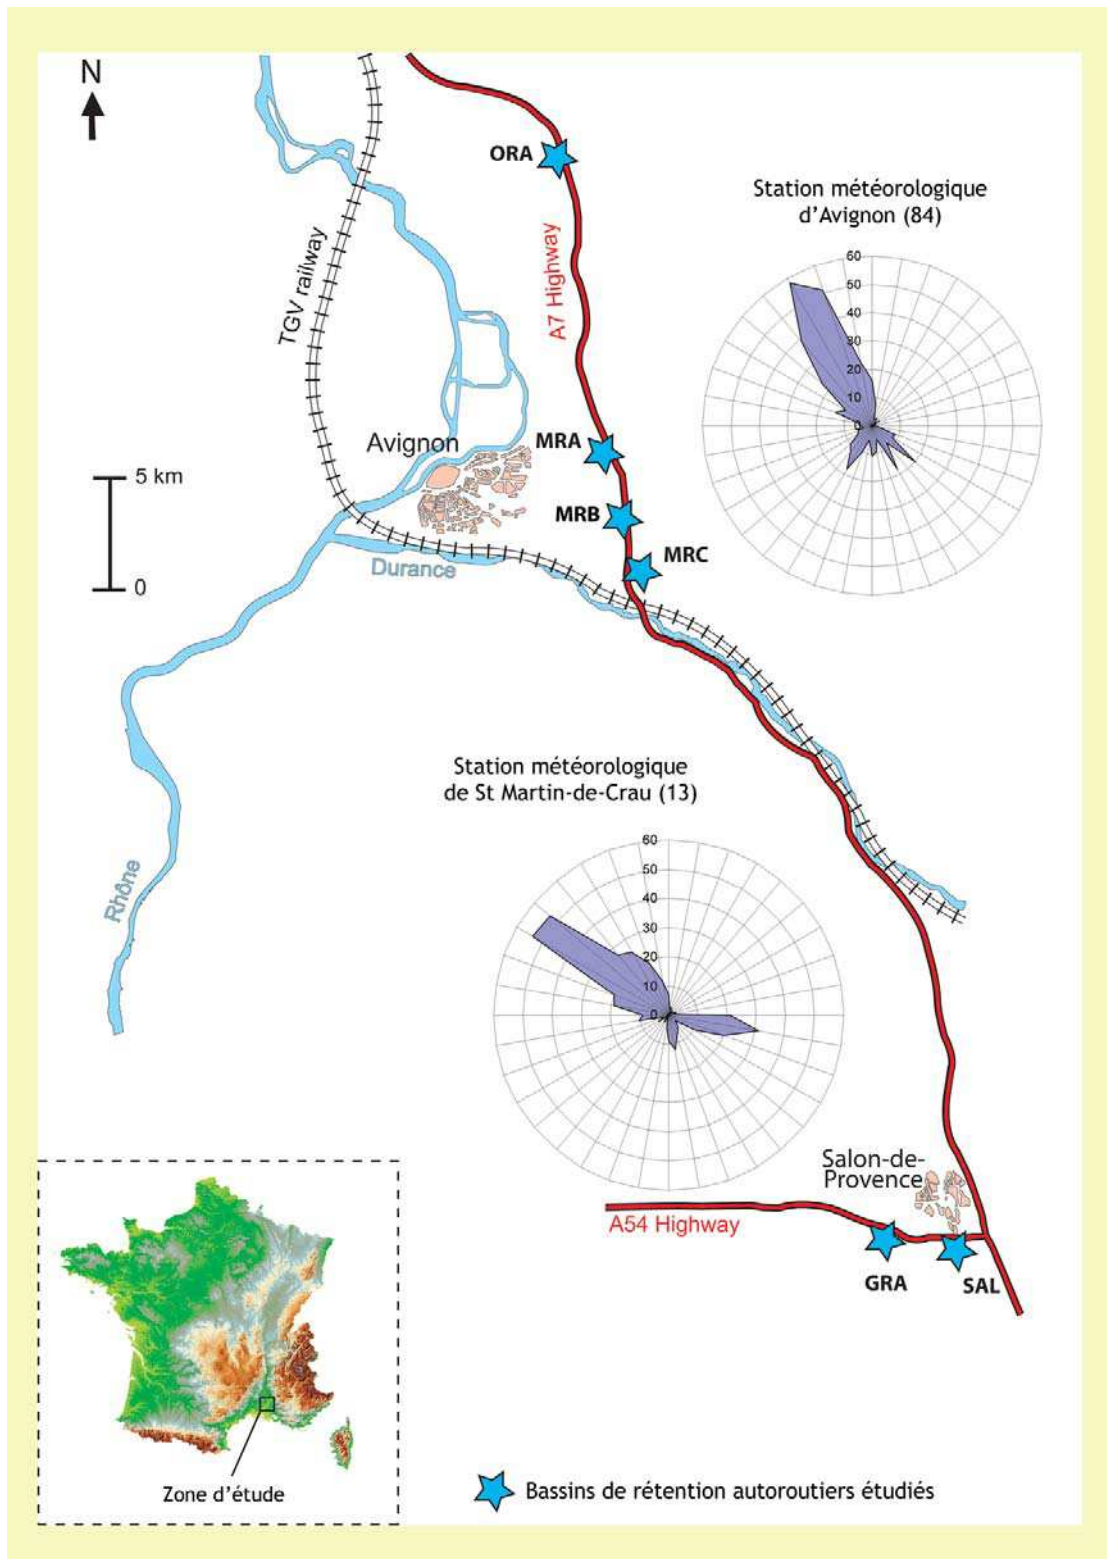 N
ORA
Station météorologique
d'Avignon (84)
TGV railway
A7 Highway
60
50
40
30
20
10
Avignon
MRA
5 km
MRB
MRC
0
Durance
Station météorologique
de St Martin-de-Crau (13)
60
50
40
30
20
10
0
Rhône
Salon-de-
Provence
A54 Highway
GRA
SAL
Zone d'étude
Bassins de rétention autoroutiers étudiés